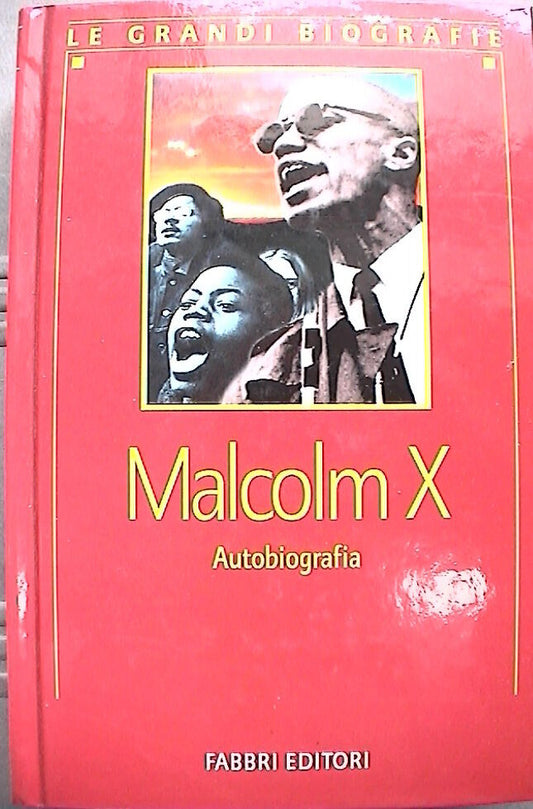 LE GRANDI BIOGRAFIE
Malcolm X
Autobiografia
FABBRI EDITORI